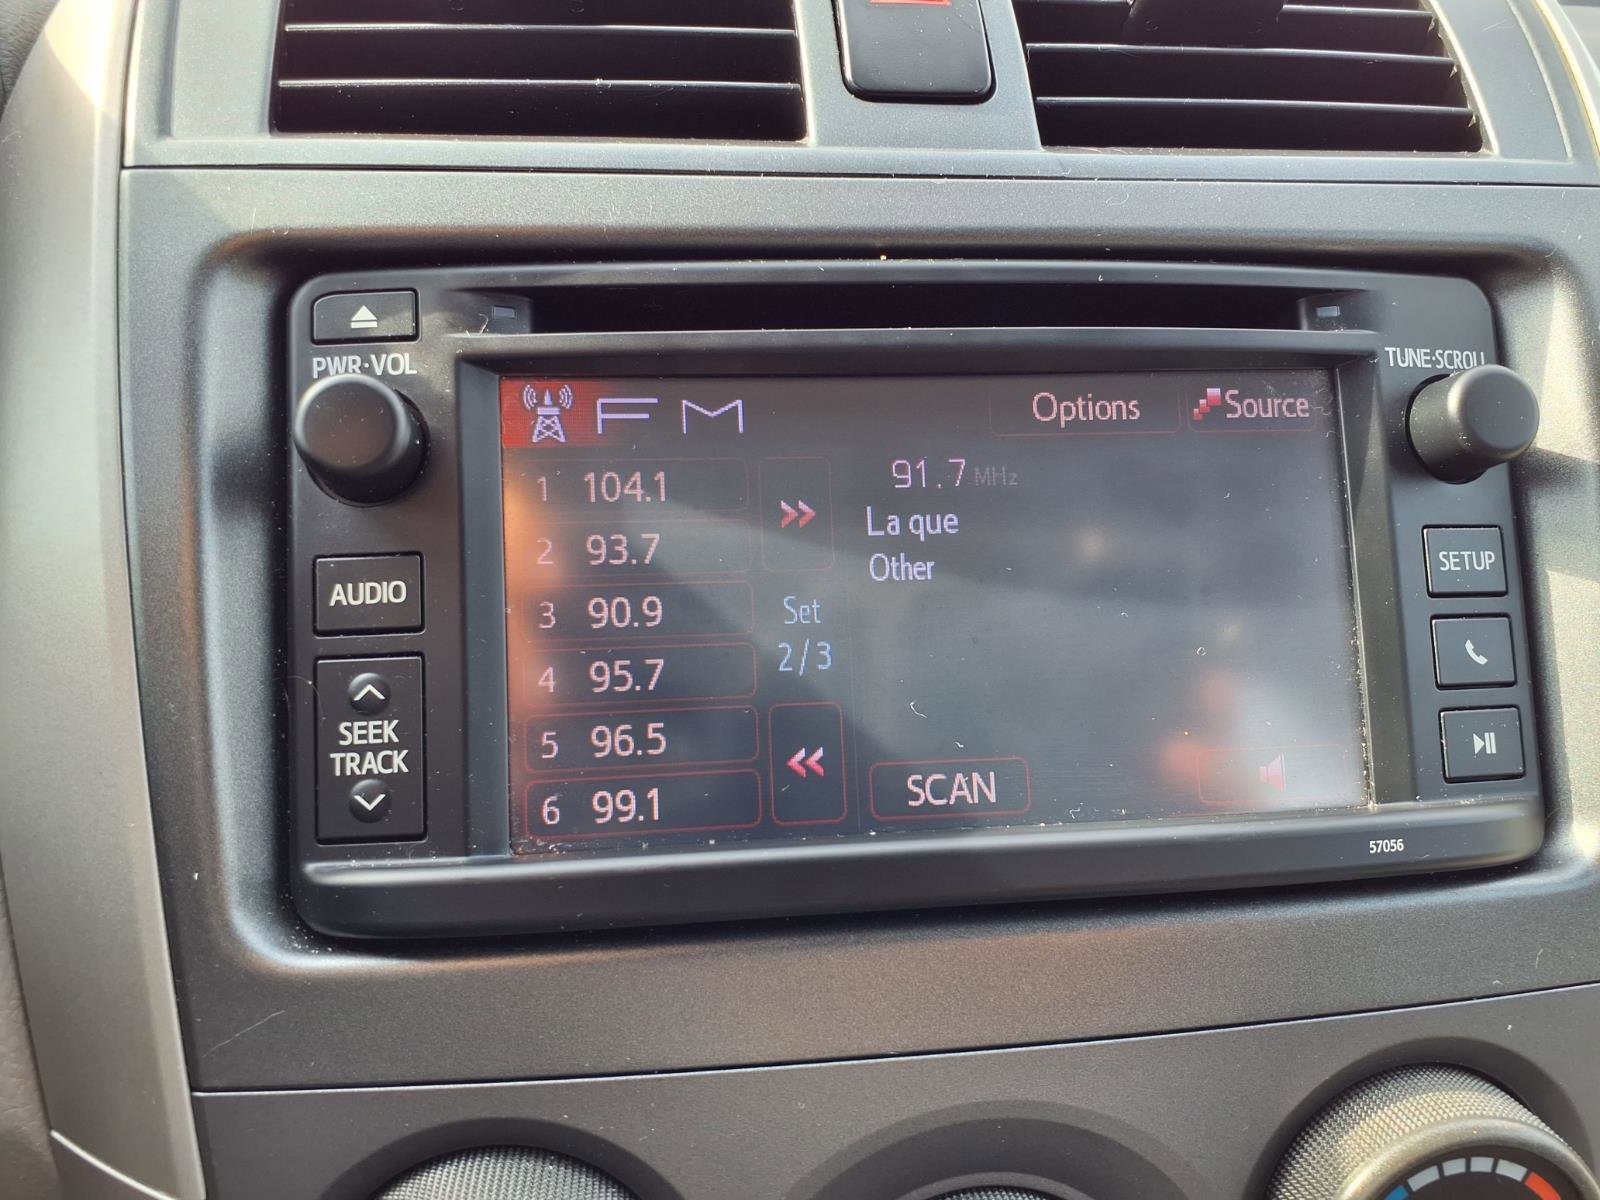 PWR·VOL
TUNE·SCROLL
FM
Options
Source
1 104.1
2 93.7
3 90.9
4 95.7
5 96.5
6 99.1
Set
2/3
91.7 MHz
La que
Other
SCAN
AUDIO
SEEK
TRACK
SETUP
57056